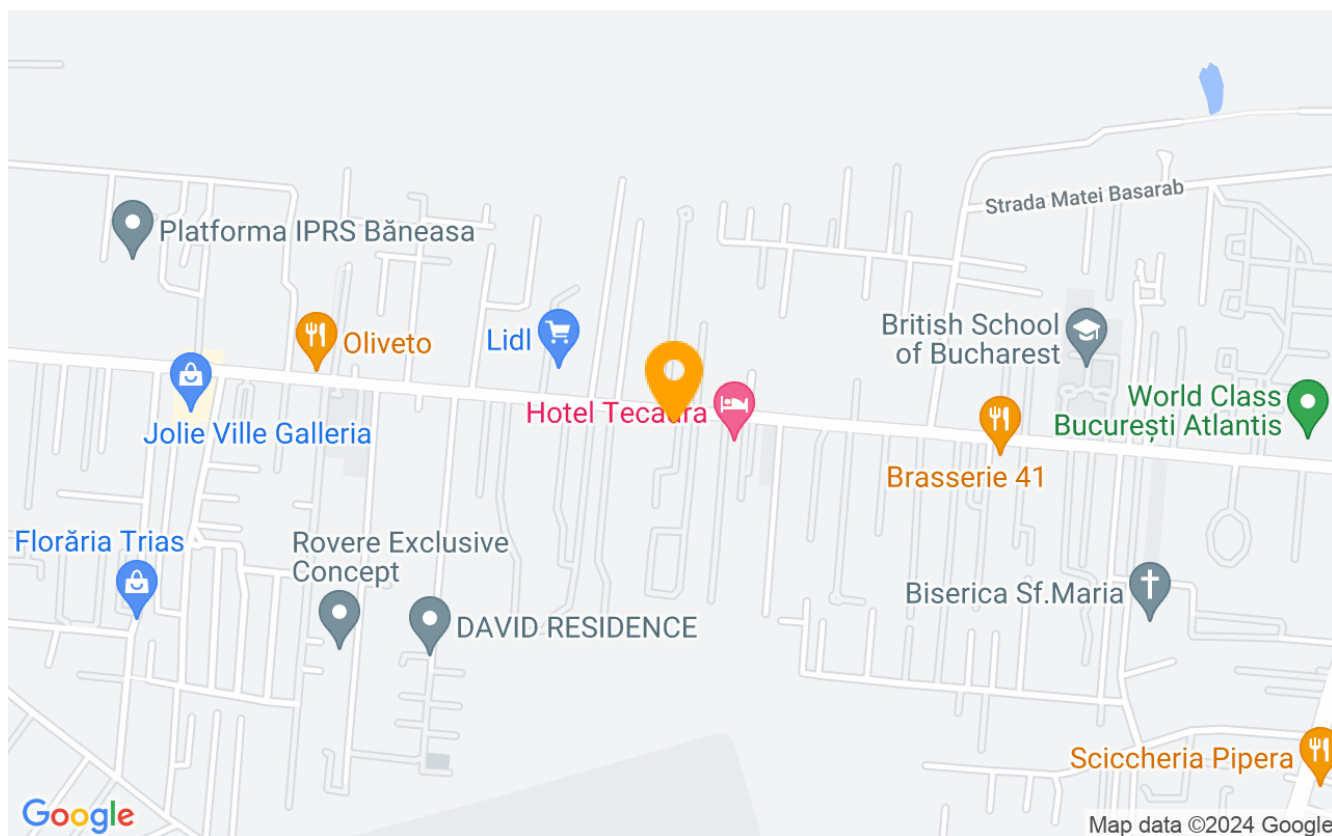 Strada Matei Basarab
Platforma IPRS Băneasa
British School
of Bucharest
Oliveto
Lidl
World Class
București Atlantis
Hotel Tecadra
Jolie Ville Galleria
Brasserie 41
Florăria Trias
Rovere Exclusive
Concept
Biserica Sf.Maria
DAVID RESIDENCE
Sciccheria Pipera
Google
Map data ©2024 Google